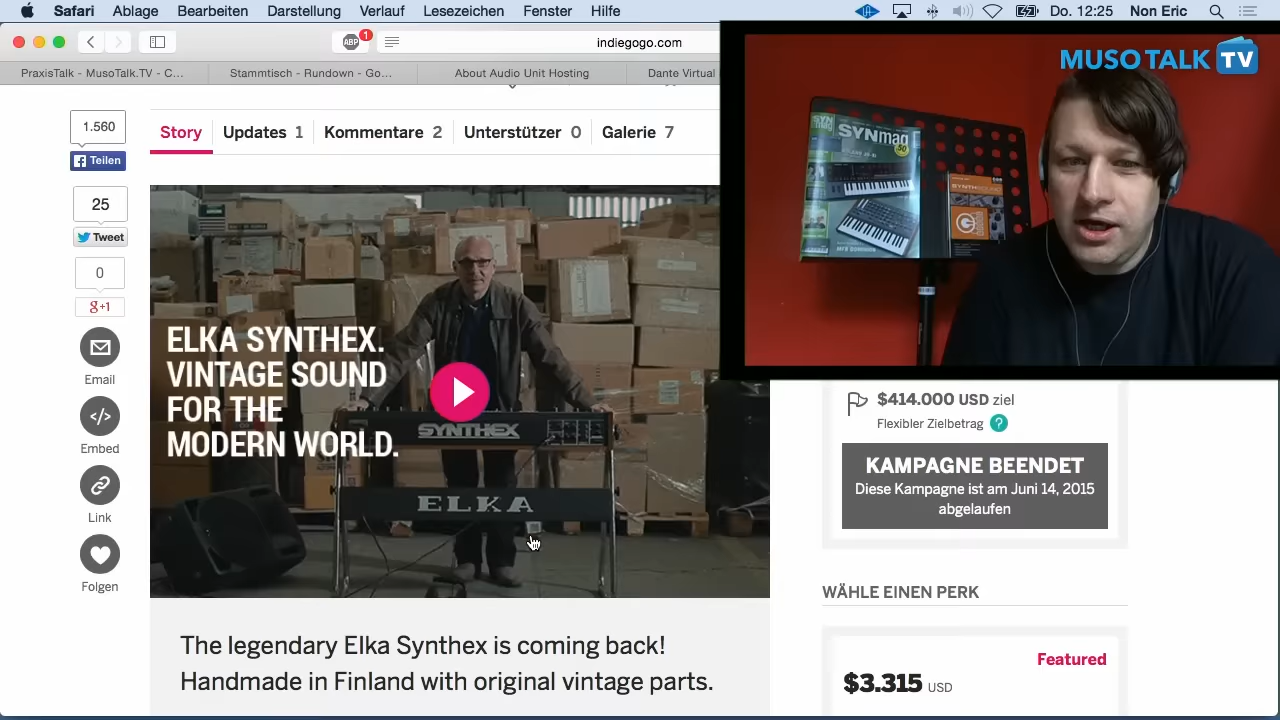 Safari Ablage Bearbeiten Darstellung Verlauf Lesezeichen Fenster Hilfe Do. 12:25 Non Eric
ABP 1 indiegogo.com
PraxisTalk - MusoTalk.TV - C... Stammtisch - Rundown - Go... About Audio Unit Hosting Dante Virtual
MUSOTALK TV
SYNmag
50
1.560
Teilen
Story Updates 1 Kommentare 2 Unterstützer 0 Galerie 7
25
Tweet
0
g+1
Email
Embed
Link
Folgen
ELKA SYNTHEX.
VINTAGE SOUND
FOR THE
MODERN WORLD.
SYNTHEX
ELKA
$414.000 USD ziel
Flexibler Zielbetrag ?
KAMPAGNE BEENDET
Diese Kampagne ist am Juni 14, 2015
abgelaufen
WÄHLE EINEN PERK
Featured
$3.315 USD
The legendary Elka Synthex is coming back!
Handmade in Finland with original vintage parts.